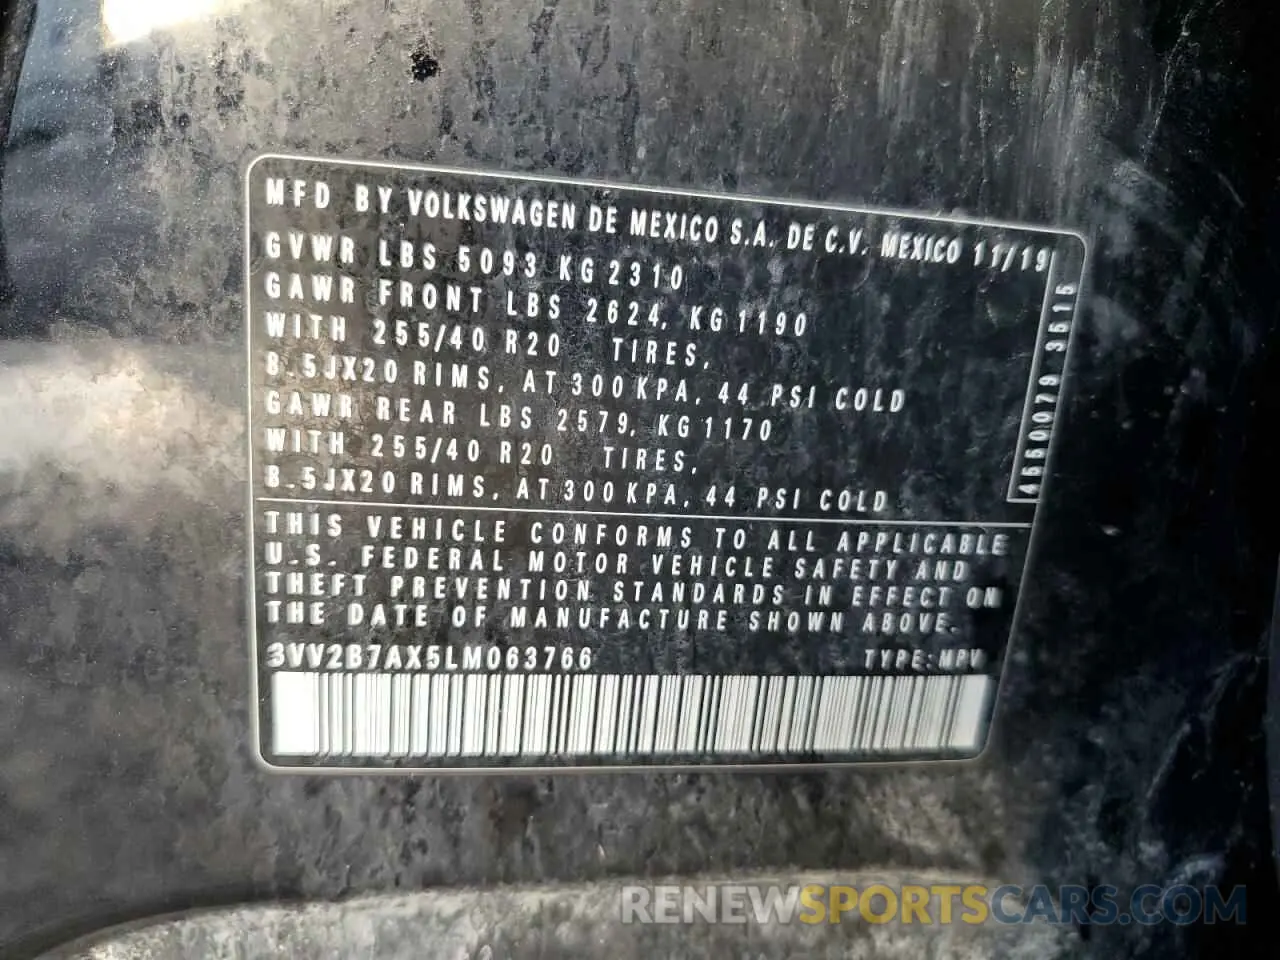 MFD BY VOLKSWAGEN DE MEXICO S.A. DE C.V. MEXICO 11/19
GVWR LBS 5093 KG 2310
GAWR FRONT LBS 2624, KG 1190
WITH 255/40 R20 TIRES,
8.5JX20 RIMS, AT 300 KPA, 44 PSI COLD
GAWR REAR LBS 2579, KG 1170
WITH 255/40 R20 TIRES,
8.5JX20 RIMS, AT 300 KPA, 44 PSI COLD
THIS VEHICLE CONFORMS TO ALL APPLICABLE
U.S. FEDERAL MOTOR VEHICLE SAFETY AND
THEFT PREVENTION STANDARDS IN EFFECT ON
THE DATE OF MANUFACTURE SHOWN ABOVE.
3VV2B7AX5LM063766 TYPE: MPV
RENEWSPORTSCARS.COM